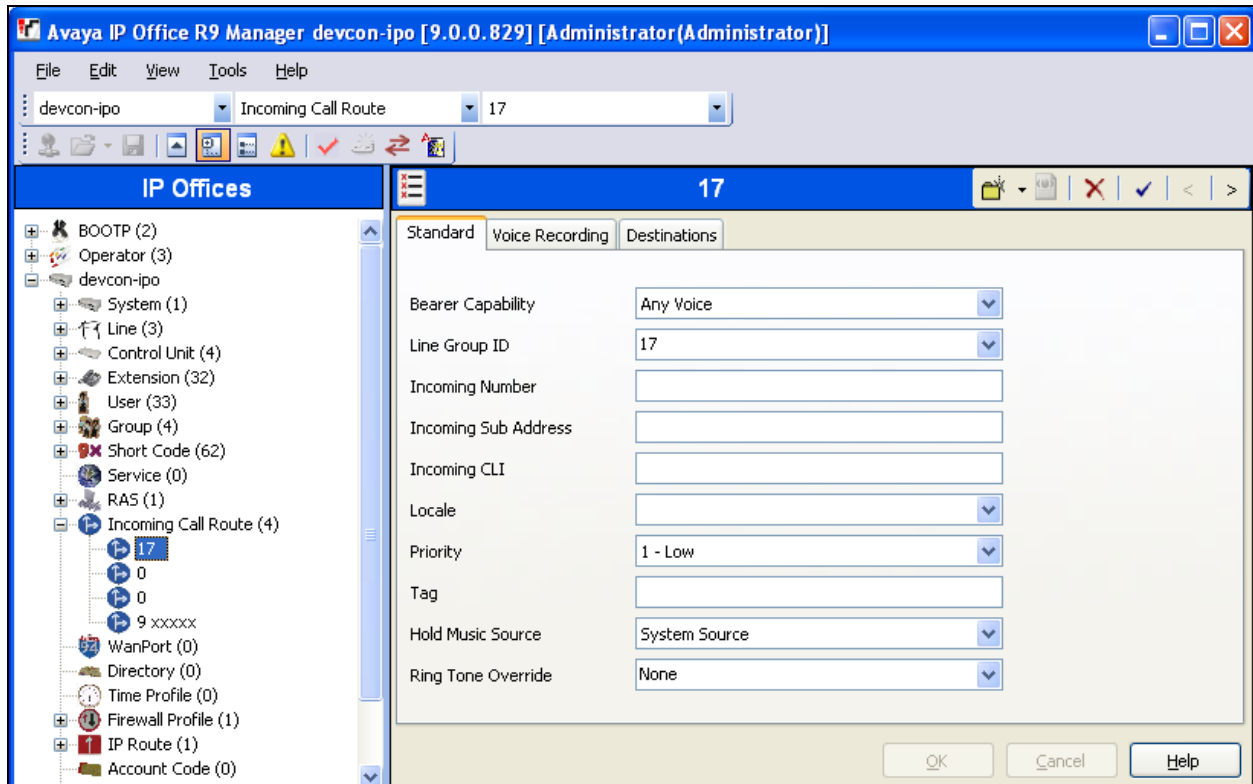 Avaya IP Office R9 Manager devcon-ipo [9.0.0.829] [Administrator(Administrator)]
File Edit View Tools Help
devcon-ipo Incoming Call Route 17
IP Offices
BOOTP (2)
Operator (3)
devcon-ipo
System (1)
Line (3)
Control Unit (4)
Extension (32)
User (33)
Group (4)
Short Code (62)
Service (0)
RAS (1)
Incoming Call Route (4)
17
0
0
9 xxxxx
WanPort (0)
Directory (0)
Time Profile (0)
Firewall Profile (1)
IP Route (1)
Account Code (0)
17
Standard Voice Recording Destinations
Bearer Capability Any Voice
Line Group ID 17
Incoming Number
Incoming Sub Address
Incoming CLI
Locale
Priority 1 - Low
Tag
Hold Music Source System Source
Ring Tone Override None
OK Cancel Help